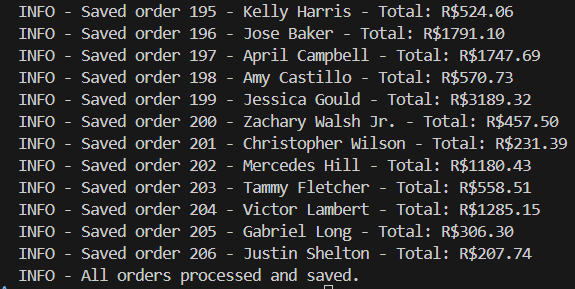 INFO - Saved order 195 - Kelly Harris - Total: R$524.06
INFO - Saved order 196 - Jose Baker - Total: R$1791.10
INFO - Saved order 197 - April Campbell - Total: R$1747.69
INFO - Saved order 198 - Amy Castillo - Total: R$570.73
INFO - Saved order 199 - Jessica Gould - Total: R$3189.32
INFO - Saved order 200 - Zachary Walsh Jr. - Total: R$457.50
INFO - Saved order 201 - Christopher Wilson - Total: R$231.39
INFO - Saved order 202 - Mercedes Hill - Total: R$1180.43
INFO - Saved order 203 - Tammy Fletcher - Total: R$558.51
INFO - Saved order 204 - Victor Lambert - Total: R$1285.15
INFO - Saved order 205 - Gabriel Long - Total: R$306.30
INFO - Saved order 206 - Justin Shelton - Total: R$207.74
INFO - All orders processed and saved.